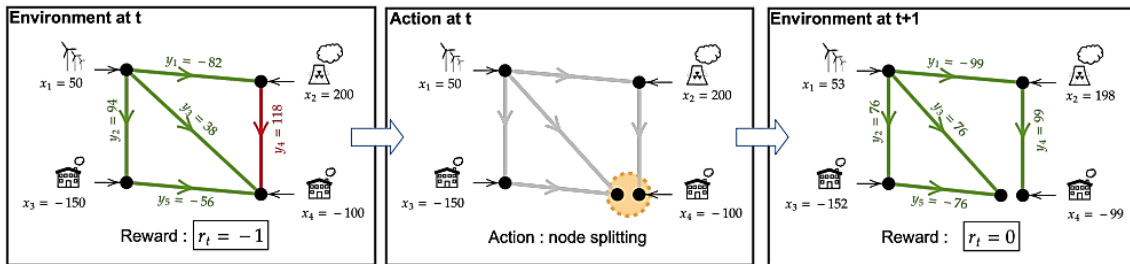 Environment at t
x₁ = 50
y₁ = −82
x₂ = 200
y₂ = 94
y₃ = 38
y₄ = 118
x₃ = −150
y₅ = −56
x₄ = −100
Reward : r_t = −1
Action at t
x₁ = 50
x₂ = 200
x₃ = −150
x₄ = −100
Action : node splitting
Environment at t+1
x₁ = 53
y₁ = −99
x₂ = 198
y₂ = 76
y₃ = 76
y₄ = 99
x₃ = −152
y₅ = −76
x₄ = −99
Reward : r_t = 0